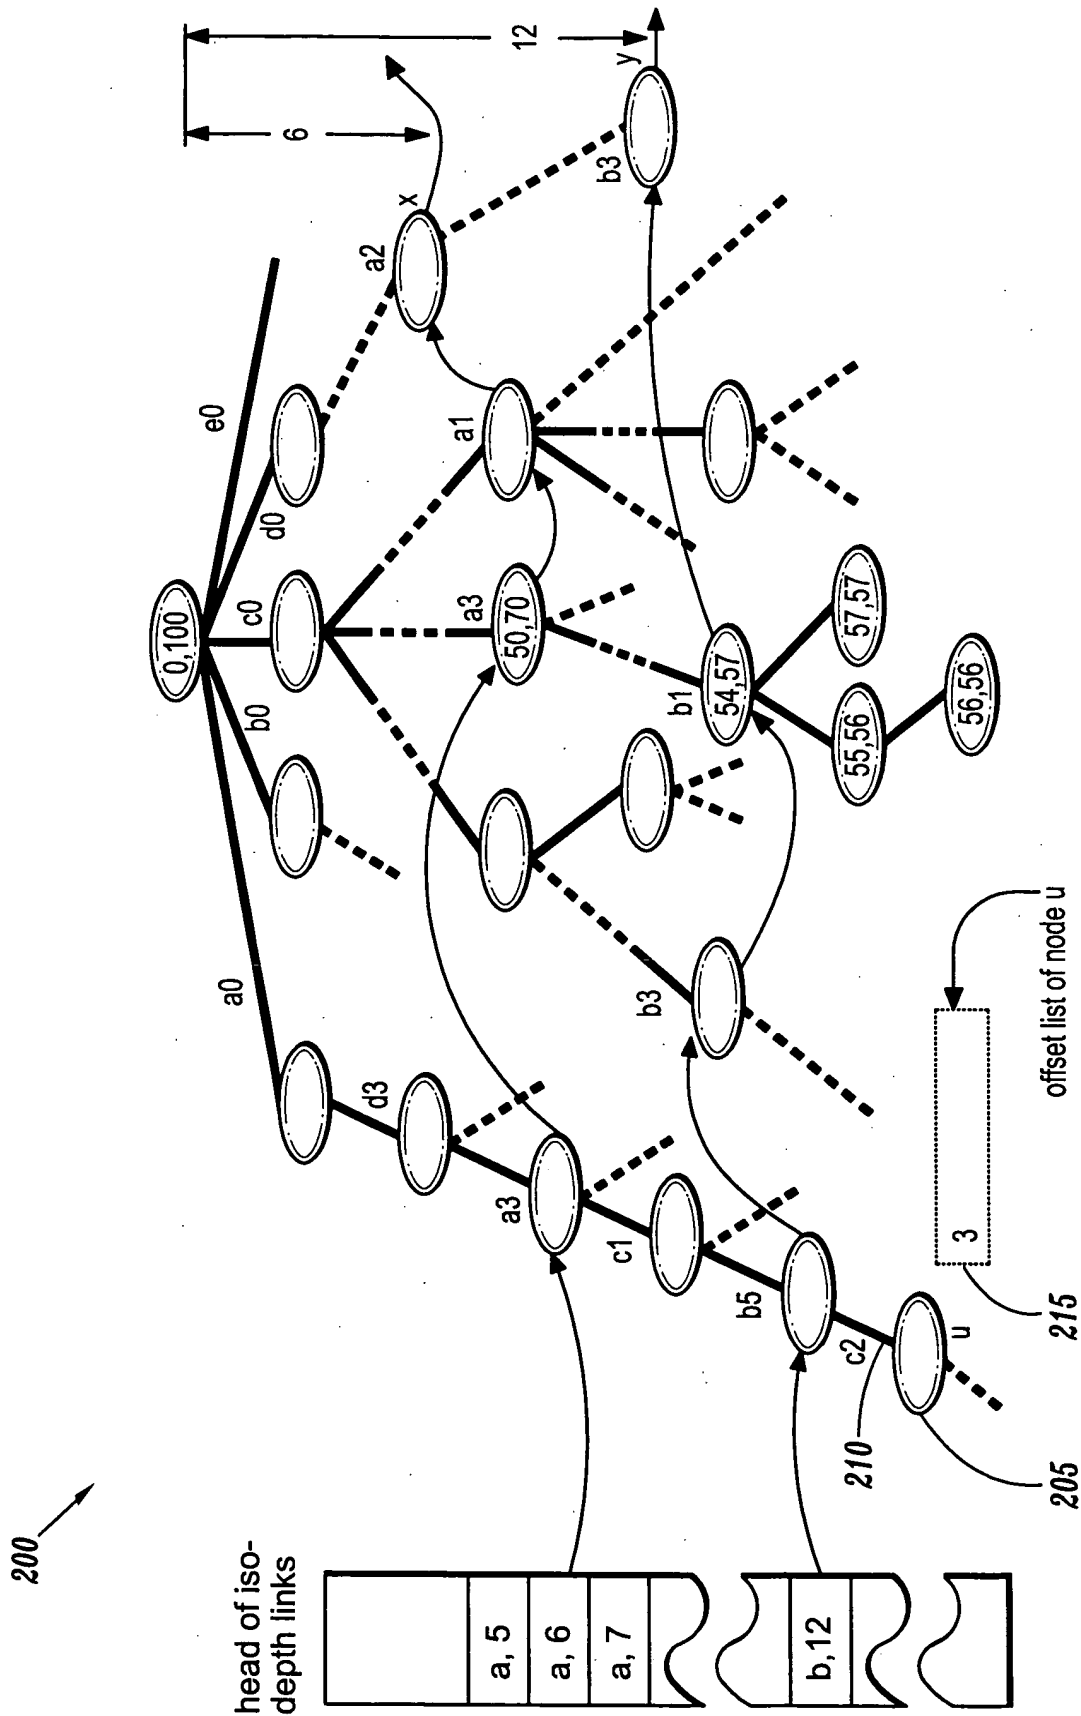 200
head of iso-
depth links
a, 5
a, 6
a, 7
b,12
0,100
a0
b0
c0
d0
e0
6
12
d3
a3
c1
b5
c2
u
210
205
a3
50,70
a1
a2
x
b3
y
b3
b1
54,57
55,56
57,57
56,56
3
215
offset list of node u